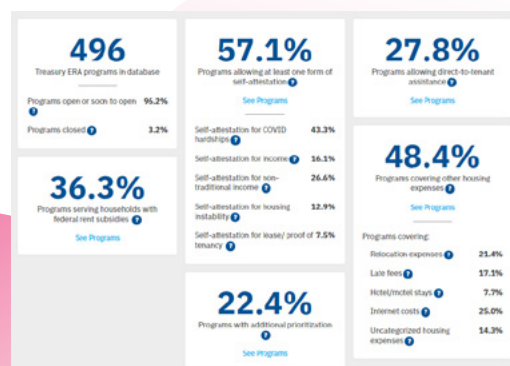 496
Treasury ERA programs in database
Programs open or soon to open 96.2%
?
Programs closed ? 3.2%
36.3%
Programs serving households with
federal rent subsidies ?
See Programs
57.1%
Programs allowing at least one form of
self-attestation ?
See Programs
Self-attestation for COVID 43.3%
hardships ?
Self-attestation for income ? 16.1%
Self-attestation for non- 26.6%
traditional income ?
Self-attestation for housing 12.9%
instability ?
Self-attestation for lease/ proof of 7.5%
tenancy ?
22.4%
Programs with additional prioritization
?
See Programs
27.8%
Programs allowing direct-to-tenant
assistance ?
See Programs
48.4%
Programs covering other housing
expenses ?
See Programs
Programs covering:
Relocation expenses ? 21.4%
Late fees ? 17.1%
Hotel/motel stays ? 7.7%
Internet costs ? 25.0%
Uncategorized housing 14.3%
expenses ?